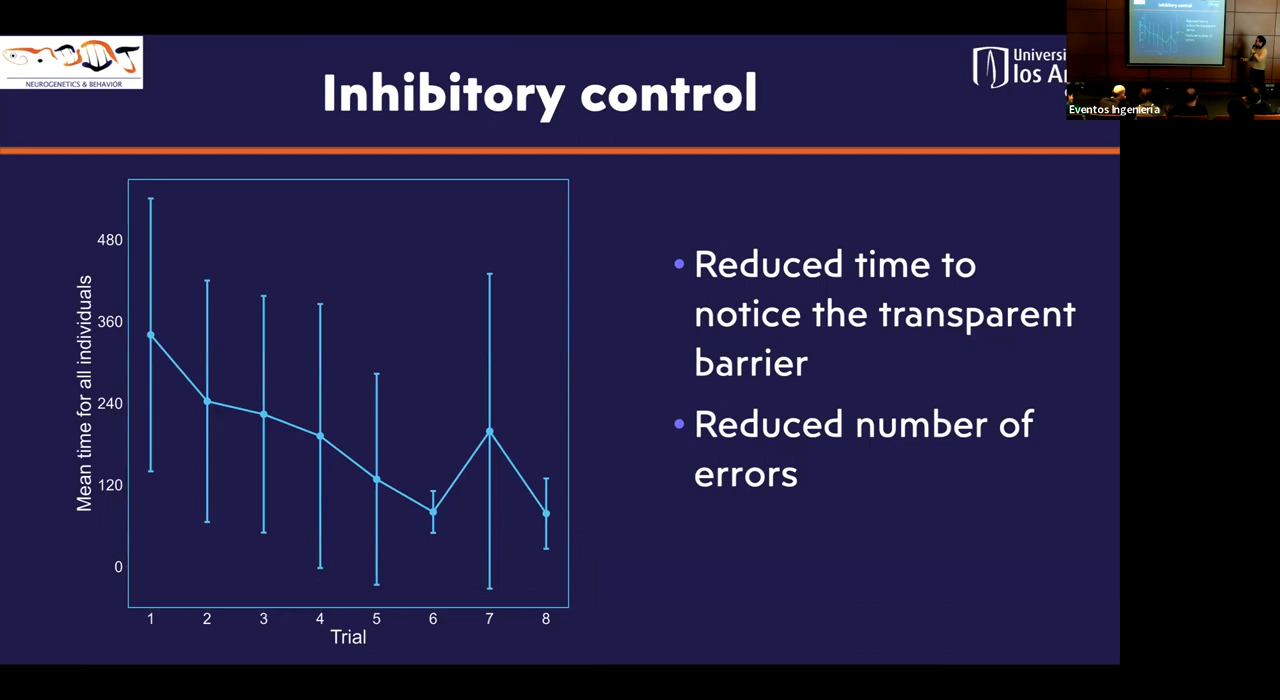 NEUROGENETICS & BEHAVIOR
Inhibitory control
Universi
los A
Inhibitory control
Eventos Ingeniería
480
360
240
120
0
Mean time for all individuals
1 2 3 4 5 6 7 8
Trial
• Reduced time to
notice the transparent
barrier
• Reduced number of
errors